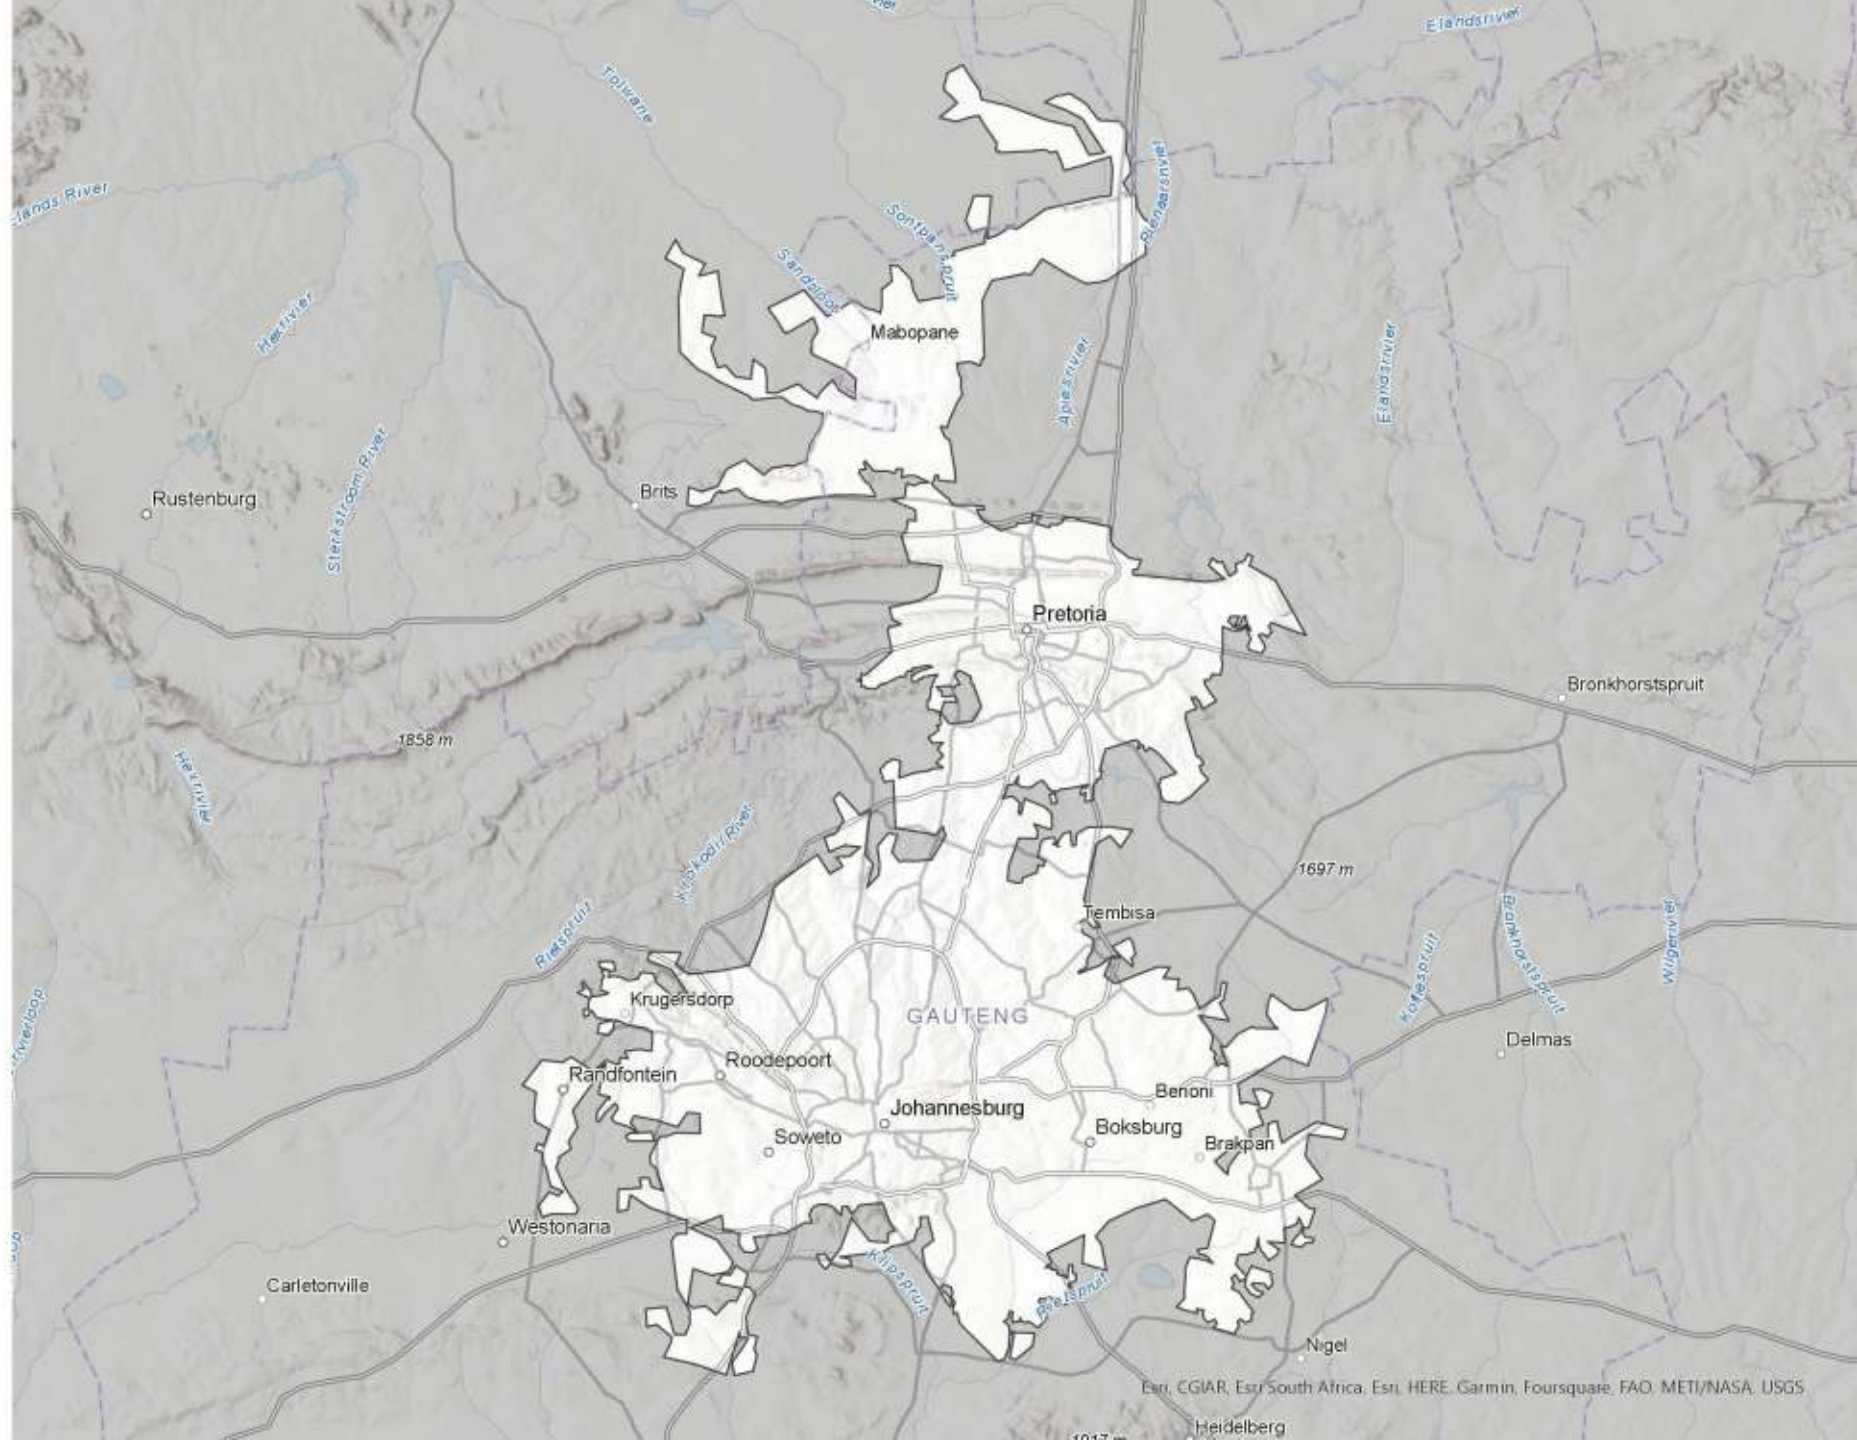 Elandsrivier
Tolwane
Pienaarsrivier
lands River
Sontpanspruit
Sandsloot
Hexrivier
Mabopane
Elandsrivier
Apiesrivier
Brits
Rustenburg
Sterkstroom River
Pretoria
Bronkhorstspruit
1858 m
Hexrivier
Krokodil River
1697 m
Tembisa
Rietspruit
Koffiespruit
Bronkhorstspruit
Wilgerivier
Krugersdorp
GAUTENG
Delmas
Roodepoort
Randfontein
Benoni
Johannesburg
Boksburg
Soweto
Brakpan
Westonaria
Klipspruit
Carletonville
Rietspruit
Nigel
Esri, CGIAR, Esri South Africa, Esri, HERE, Garmin, Foursquare, FAO, METI/NASA, USGS
Heidelberg